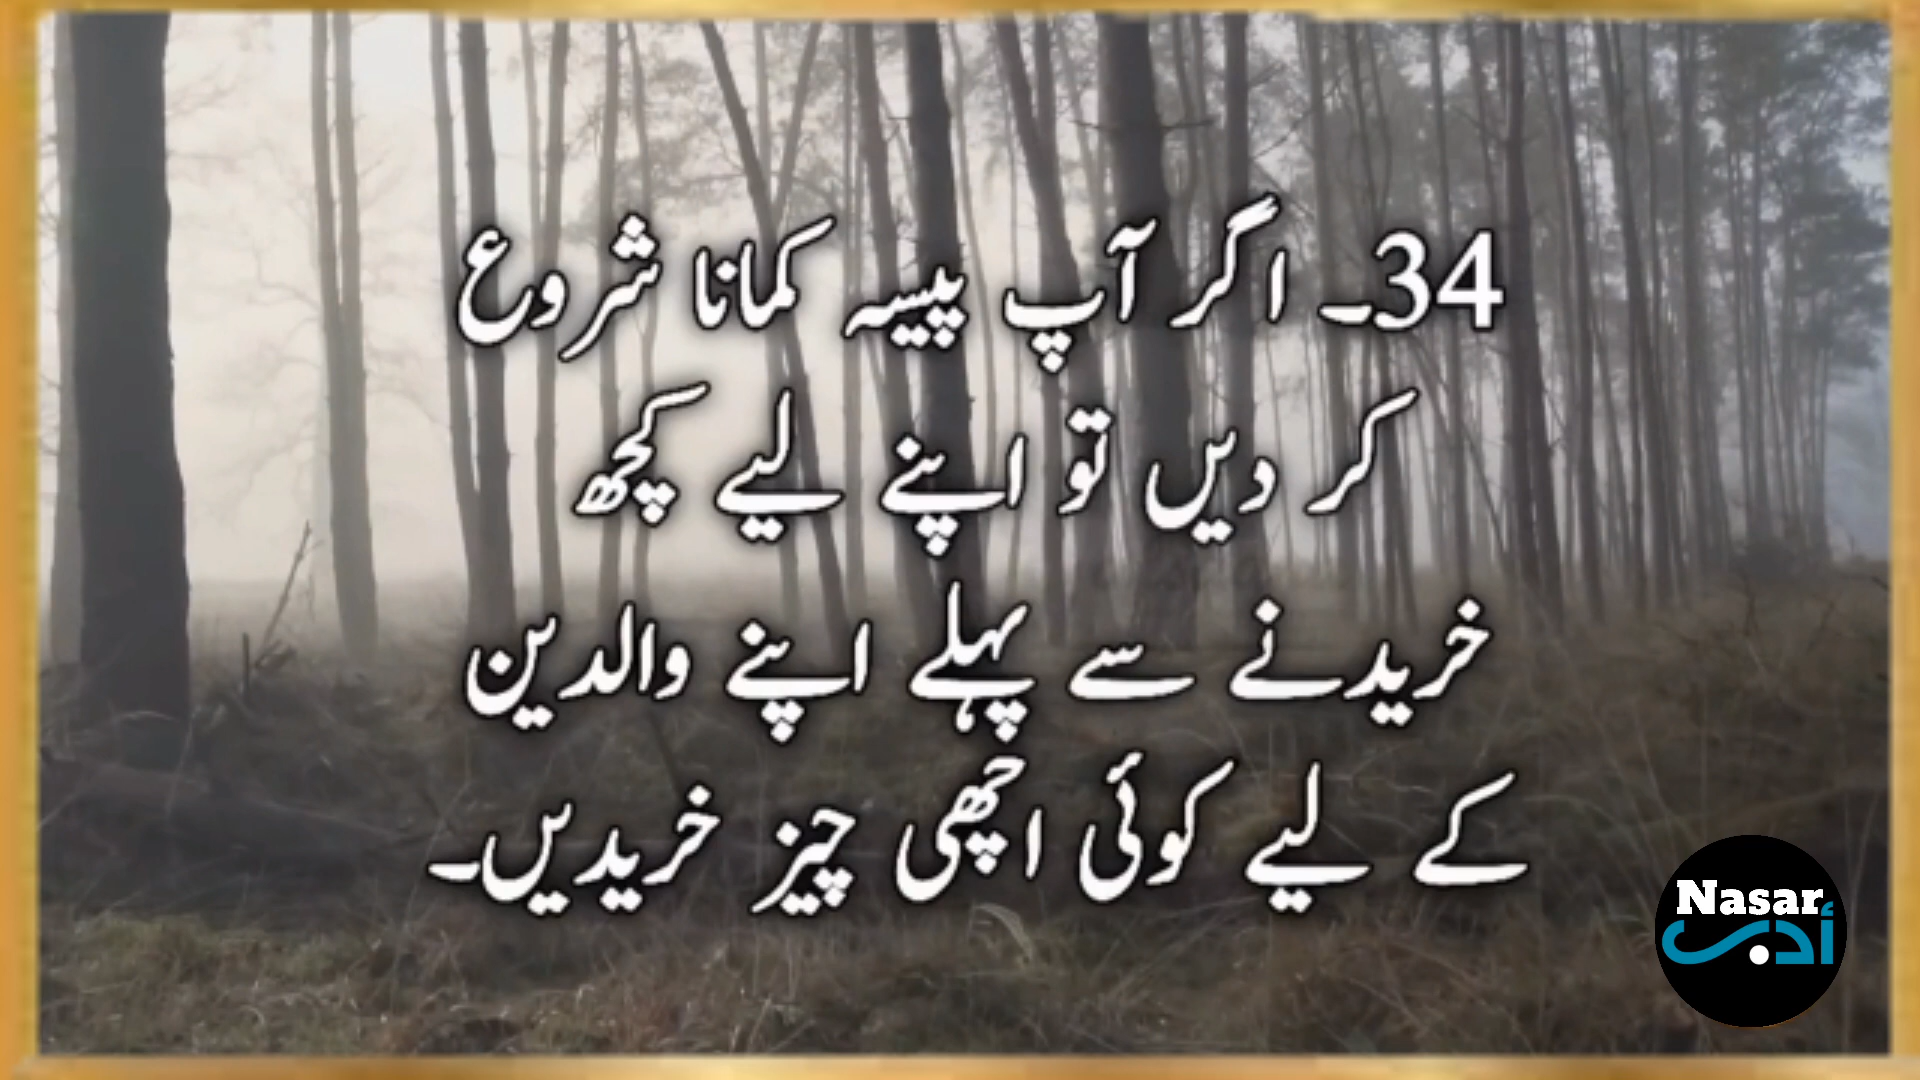 34۔ اگر آپ پیسہ کمانا شروع
کر دیں تو اپنے لیے کچھ
خریدنے سے پہلے اپنے والدین
کے لیے کوئی اچھی چیز خریدیں۔
Nasar
أدب